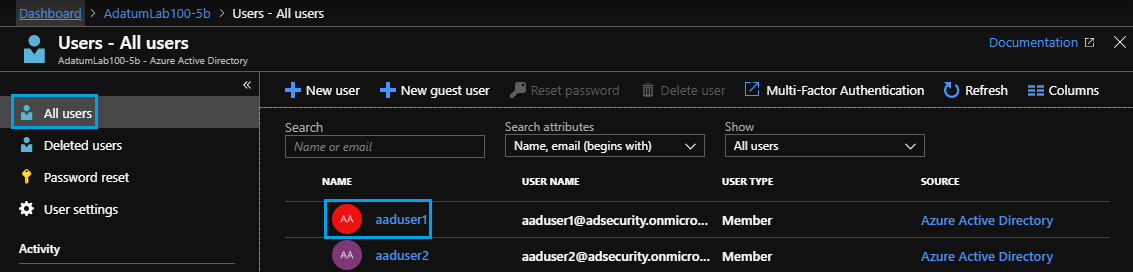 Dashboard > AdatumLab100-5b > Users - All users
Users - All users
AdatumLab100-5b - Azure Active Directory
Documentation
All users
Deleted users
Password reset
User settings
Activity
New user New guest user Reset password Delete user Multi-Factor Authentication Refresh Columns
Search Search attributes Show
Name or email Name, email (begins with) All users
NAME USER NAME USER TYPE SOURCE
AA aaduser1 aaduser1@adsecurity.onmicro... Member Azure Active Directory
AA aaduser2 aaduser2@adsecurity.onmicro... Member Azure Active Directory